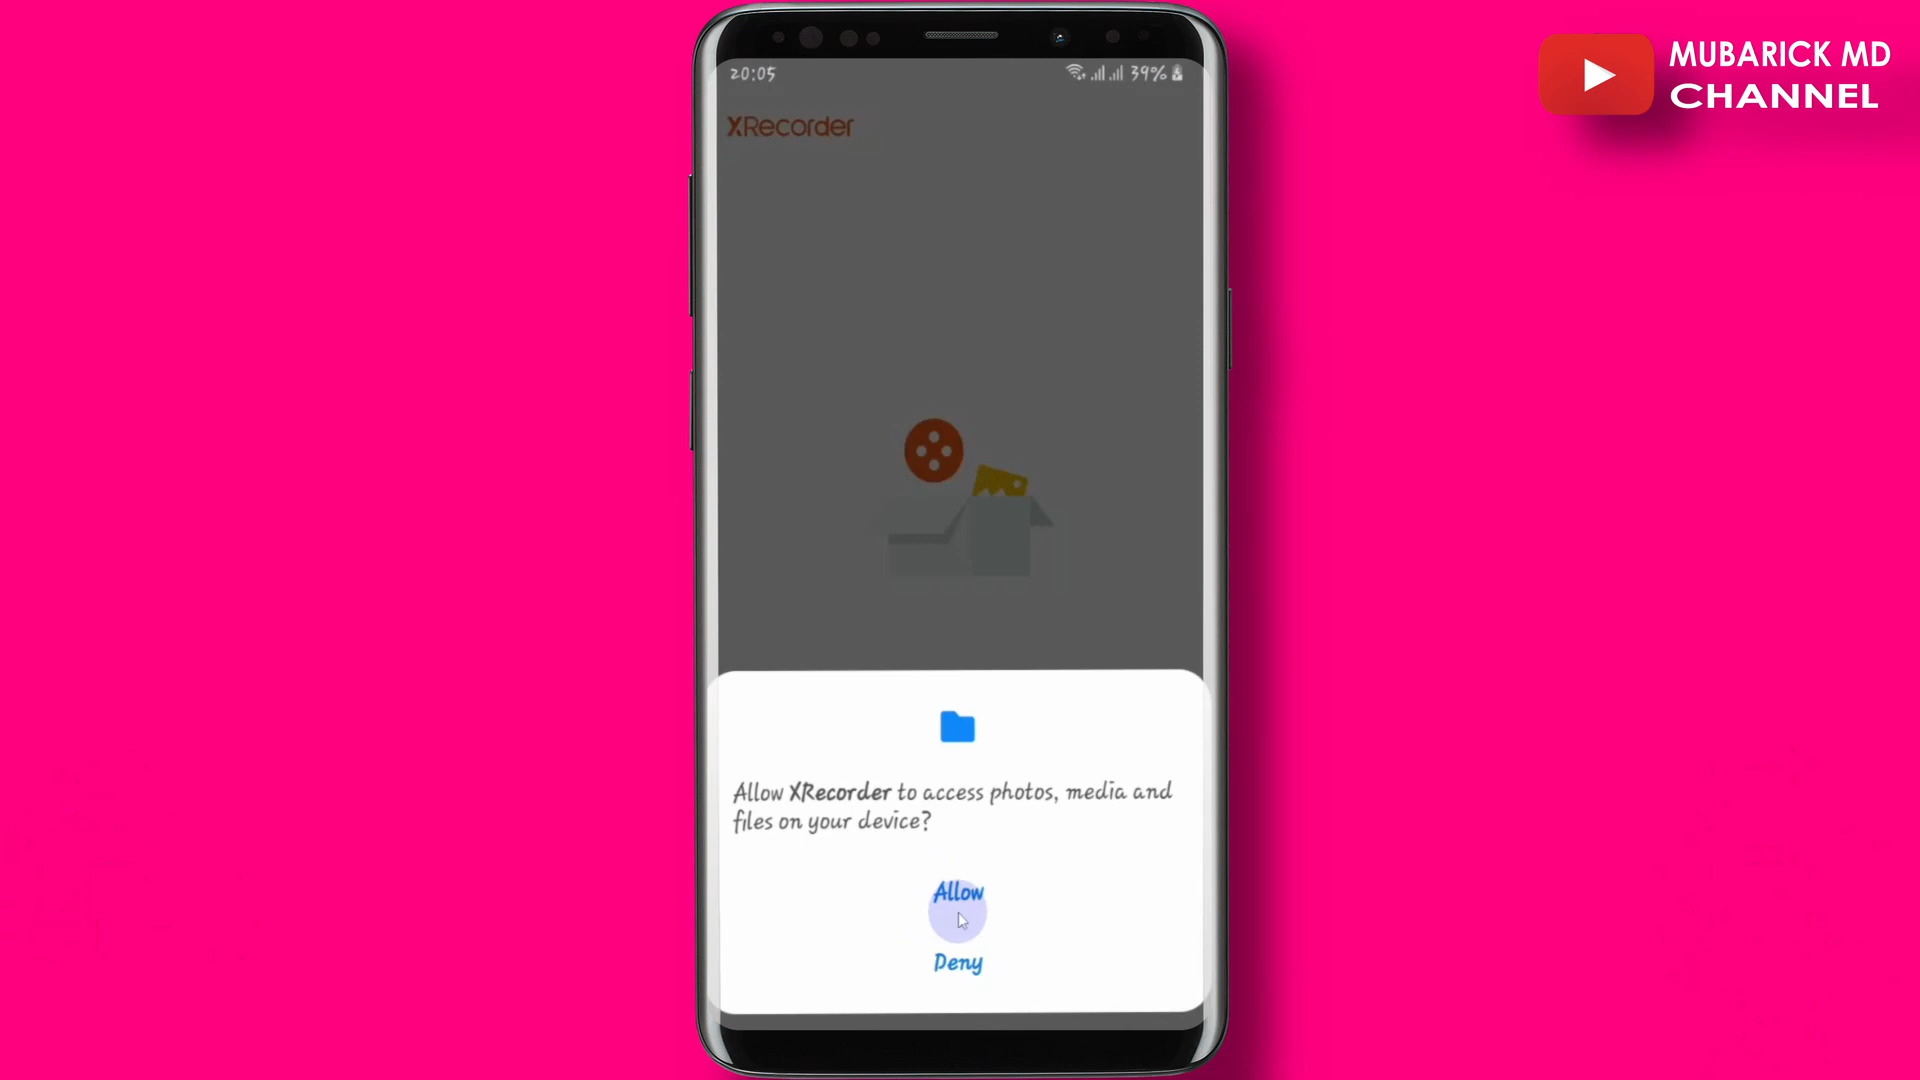 MUBARICK MD
CHANNEL
20:05
39%
XRecorder
Allow XRecorder to access photos, media and
files on your device?
Allow
Deny